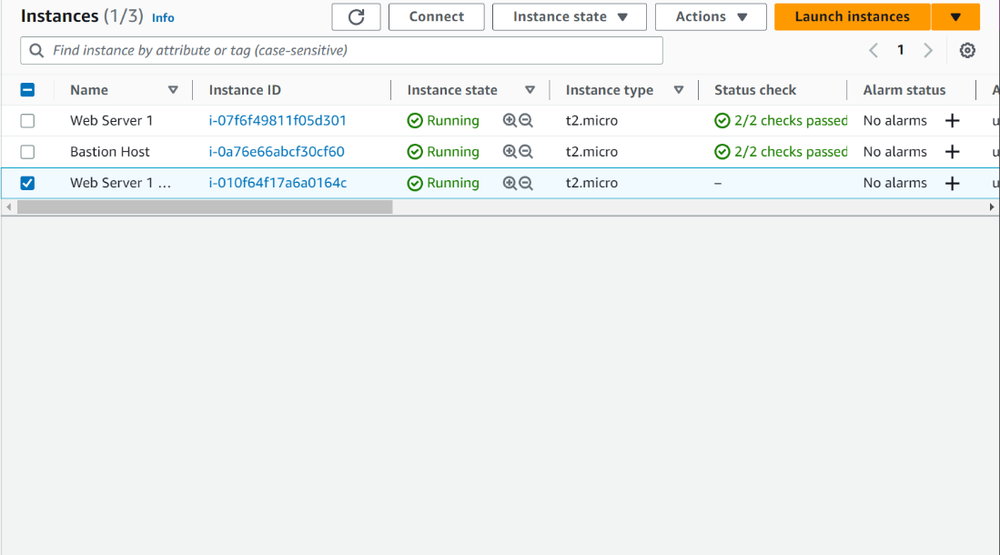 Instances (1/3) Info Connect Instance state Actions Launch instances
Find instance by attribute or tag (case-sensitive) 1
Name Instance ID Instance state Instance type Status check Alarm status A
Web Server 1 i-07f6f49811f05d301 Running t2.micro 2/2 checks passed No alarms + u
Bastion Host i-0a76e66abcf30cf60 Running t2.micro 2/2 checks passed No alarms + u
Web Server 1 ... i-010f64f17a6a0164c Running t2.micro – No alarms + u